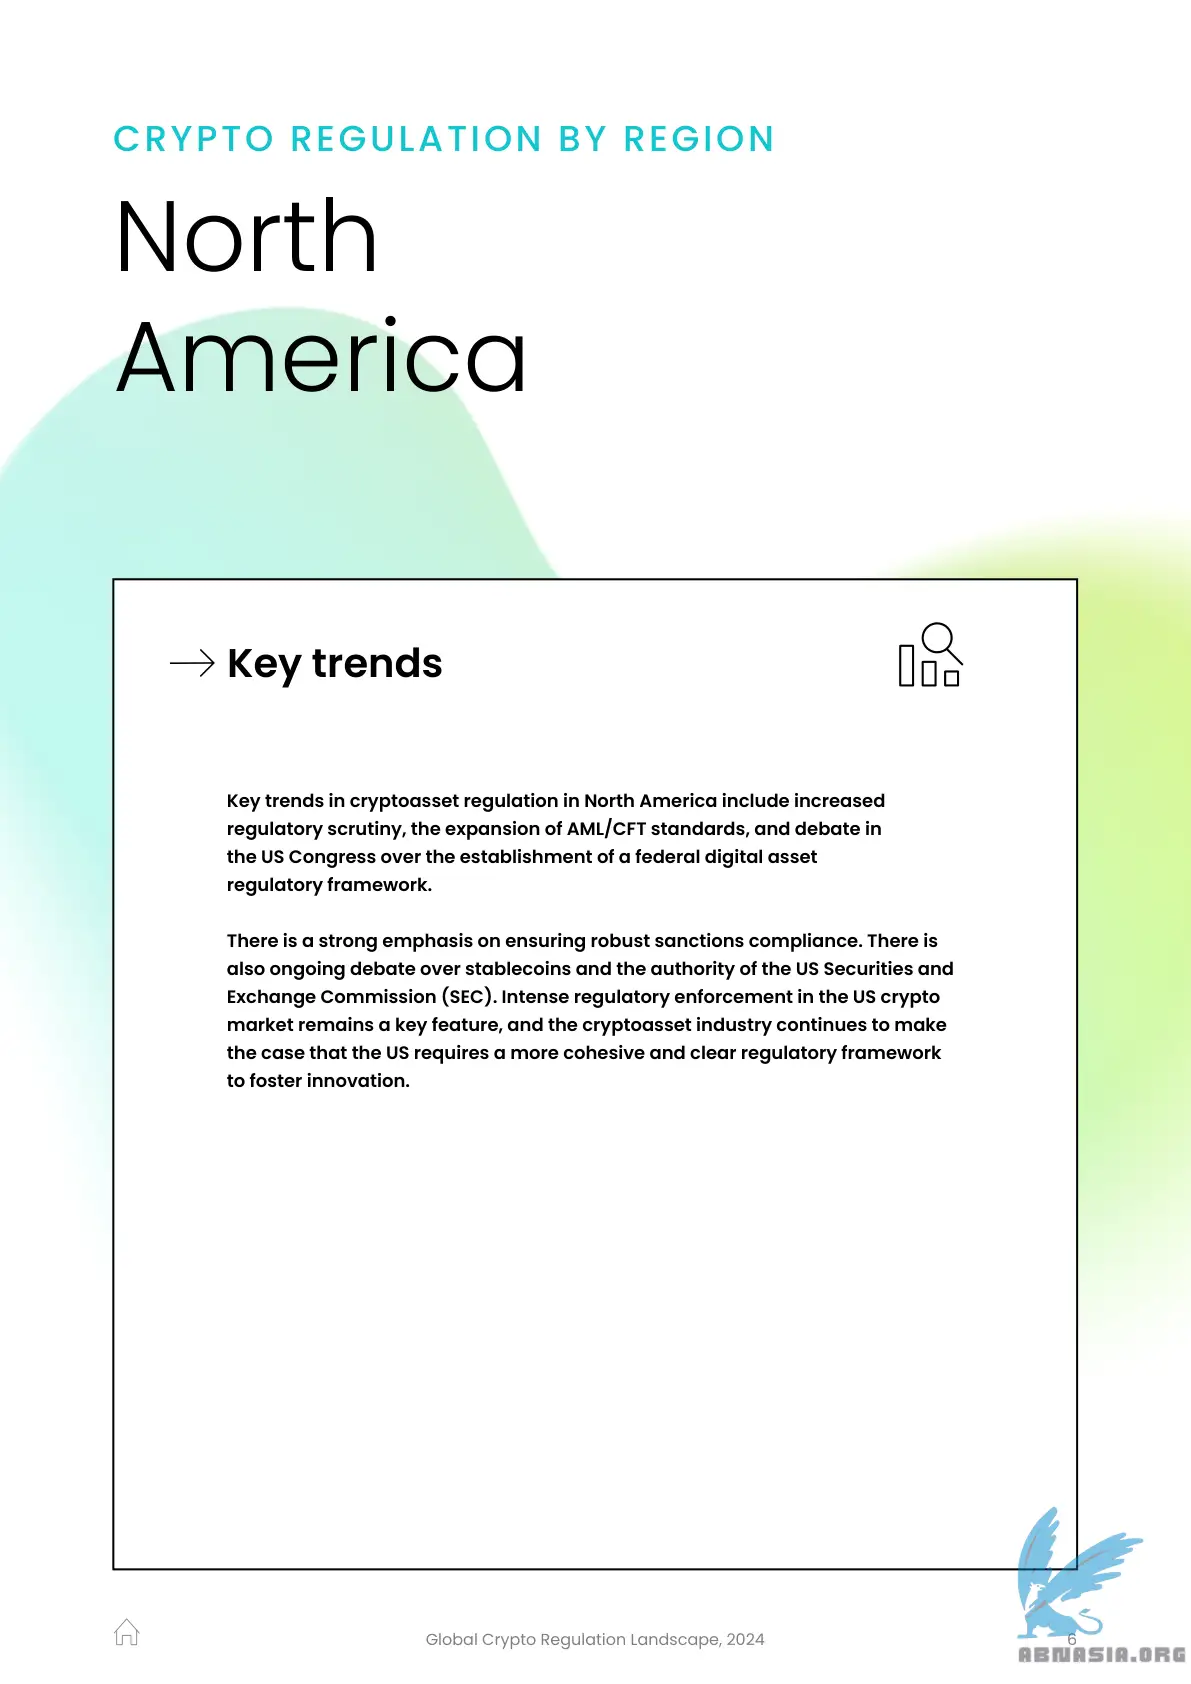 CRYPTO REGULATION BY REGION
North
America
Key trends
Key trends in cryptoasset regulation in North America include increased
regulatory scrutiny, the expansion of AML/CFT standards, and debate in
the US Congress over the establishment of a federal digital asset
regulatory framework.
There is a strong emphasis on ensuring robust sanctions compliance. There is
also ongoing debate over stablecoins and the authority of the US Securities and
Exchange Commission (SEC). Intense regulatory enforcement in the US crypto
market remains a key feature, and the cryptoasset industry continues to make
the case that the US requires a more cohesive and clear regulatory framework
to foster innovation.
Global Crypto Regulation Landscape, 2024
6
ABNASIA.ORG